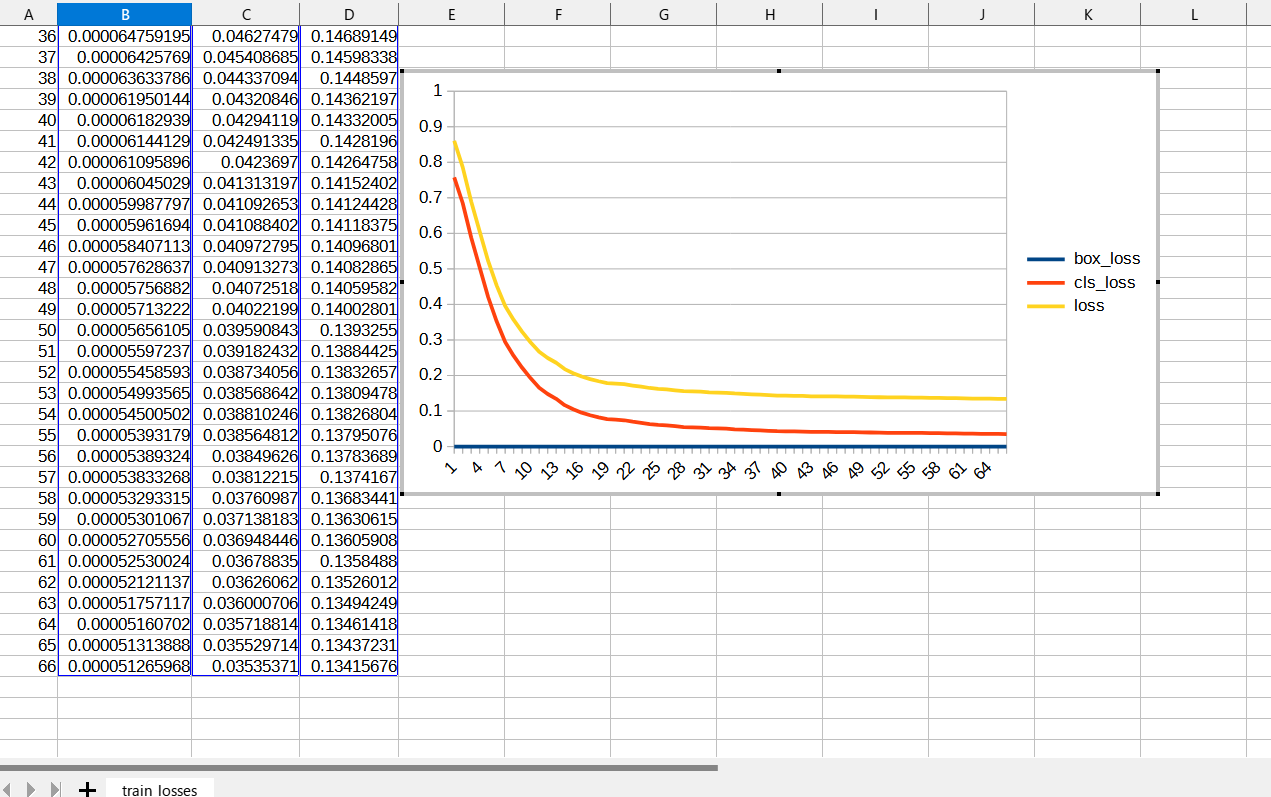 A B C D E F G H I J K L
36 0.000064759195 0.04627479 0.14689149
37 0.00006425769 0.045408685 0.14598338
38 0.000063633786 0.044337094 0.1448597
39 0.000061950144 0.04320846 0.14362197
40 0.00006182939 0.04294119 0.14332005
41 0.00006144129 0.042491335 0.1428196
42 0.000061095896 0.0423697 0.14264758
43 0.00006045029 0.041313197 0.14152402
44 0.000059987797 0.041092653 0.14124428
45 0.00005961694 0.041088402 0.14118375
46 0.000058407113 0.040972795 0.14096801
47 0.000057628637 0.040913273 0.14082865
48 0.00005756882 0.04072518 0.14059582
49 0.00005713222 0.04022199 0.14002801
50 0.00005656105 0.039590843 0.1393255
51 0.00005597237 0.039182432 0.13884425
52 0.000055458593 0.038734056 0.13832657
53 0.000054993565 0.038568642 0.13809478
54 0.000054500502 0.038810246 0.13826804
55 0.00005393179 0.038564812 0.13795076
56 0.00005389324 0.03849626 0.13783689
57 0.000053833268 0.03812215 0.1374167
58 0.000053293315 0.03760987 0.13683441
59 0.00005301067 0.037138183 0.13630615
60 0.000052705556 0.036948446 0.13605908
61 0.000052530024 0.03678835 0.1358488
62 0.000052121137 0.03626062 0.13526012
63 0.000051757117 0.036000706 0.13494249
64 0.00005160702 0.035718814 0.13461418
65 0.000051313888 0.035529714 0.13437231
66 0.000051265968 0.03535371 0.13415676
1
0.9
0.8
0.7
0.6
0.5
0.4
0.3
0.2
0.1
0
1 4 7 10 13 16 19 22 25 28 31 34 37 40 43 46 49 52 55 58 61 64
box_loss
cls_loss
loss
train losses